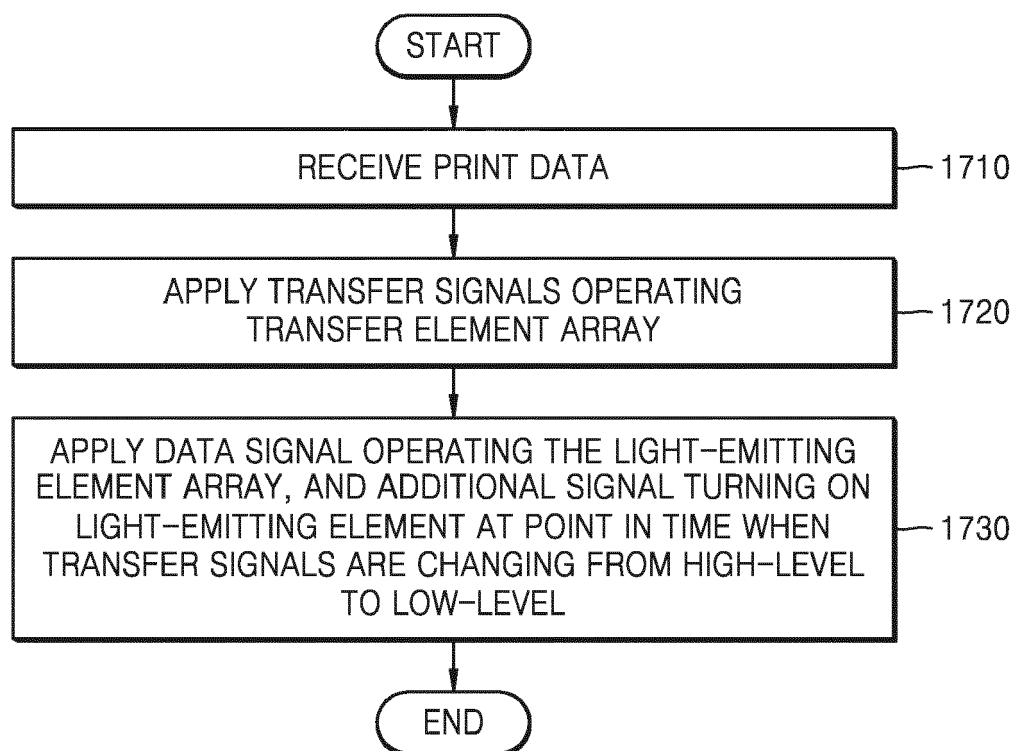 START
RECEIVE PRINT DATA
1710
APPLY TRANSFER SIGNALS OPERATING
TRANSFER ELEMENT ARRAY
1720
APPLY DATA SIGNAL OPERATING THE LIGHT-EMITTING
ELEMENT ARRAY, AND ADDITIONAL SIGNAL TURNING ON
LIGHT-EMITTING ELEMENT AT POINT IN TIME WHEN
TRANSFER SIGNALS ARE CHANGING FROM HIGH-LEVEL
TO LOW-LEVEL
1730
END